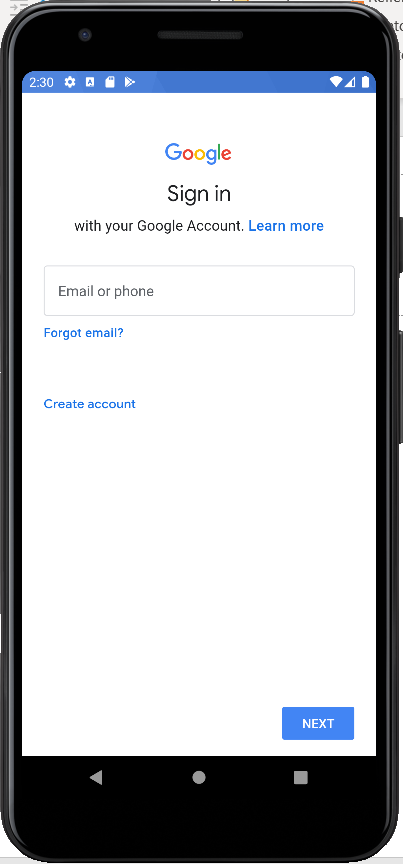 2:30
Google
Sign in
with your Google Account. Learn more
Email or phone
Forgot email?
Create account
NEXT